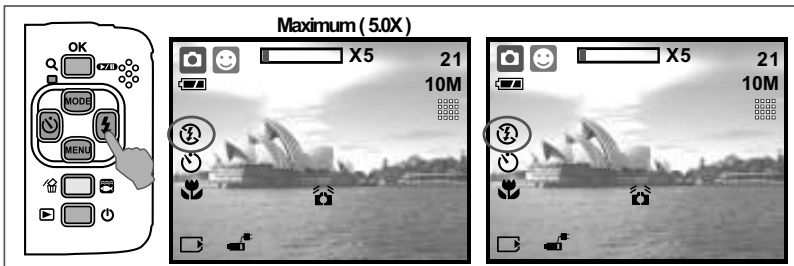 Maximum ( 5.0X )
OK
MODE
MENU
X5
21
10M
X5
21
10M